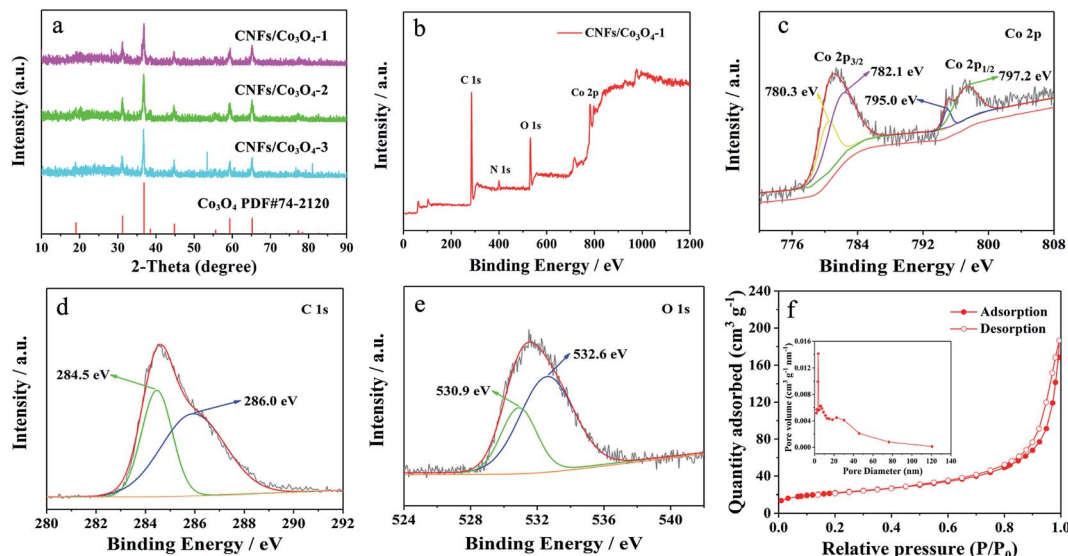 a
CNFs/Co₃O₄-1
CNFs/Co₃O₄-2
CNFs/Co₃O₄-3
Co₃O₄ PDF#74-2120
Intensity (a.u.)
10 20 30 40 50 60 70 80 90
2-Theta (degree)
b
CNFs/Co₃O₄-1
C 1s
N 1s
O 1s
Co 2p
Intensity / a.u.
0 200 400 600 800 1000 1200
Binding Energy / eV
c
Co 2p
Co 2p₃/₂
Co 2p₁/₂
780.3 eV
782.1 eV
795.0 eV
797.2 eV
Intensity / a.u.
776 784 792 800 808
Binding Energy / eV
d
C 1s
284.5 eV
286.0 eV
Intensity / a.u.
280 282 284 286 288 290 292
Binding Energy / eV
e
O 1s
530.9 eV
532.6 eV
Intensity / a.u.
524 528 532 536 540
Binding Energy / eV
f
Adsorption
Desorption
Quantity adsorbed (cm³ g⁻¹)
240
200
160
120
80
40
0
0.0 0.2 0.4 0.6 0.8 1.0
Relative pressure (P/P₀)
Pore volume (cm³ g⁻¹ nm⁻¹)
0.016
0.012
0.008
0.004
0.000
0 20 40 60 80 100 120 140
Pore Diameter (nm)